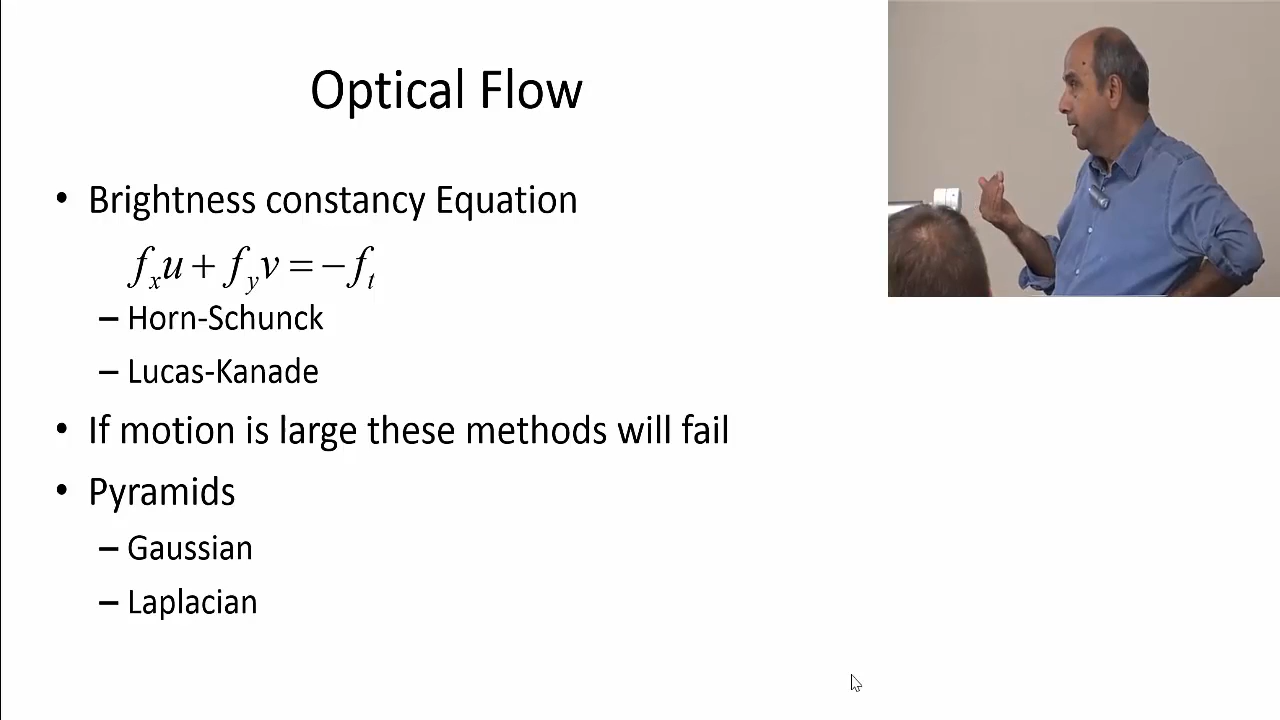 Optical Flow
• Brightness constancy Equation
f_x u + f_y v = −f_t
– Horn-Schunck
– Lucas-Kanade
• If motion is large these methods will fail
• Pyramids
– Gaussian
– Laplacian